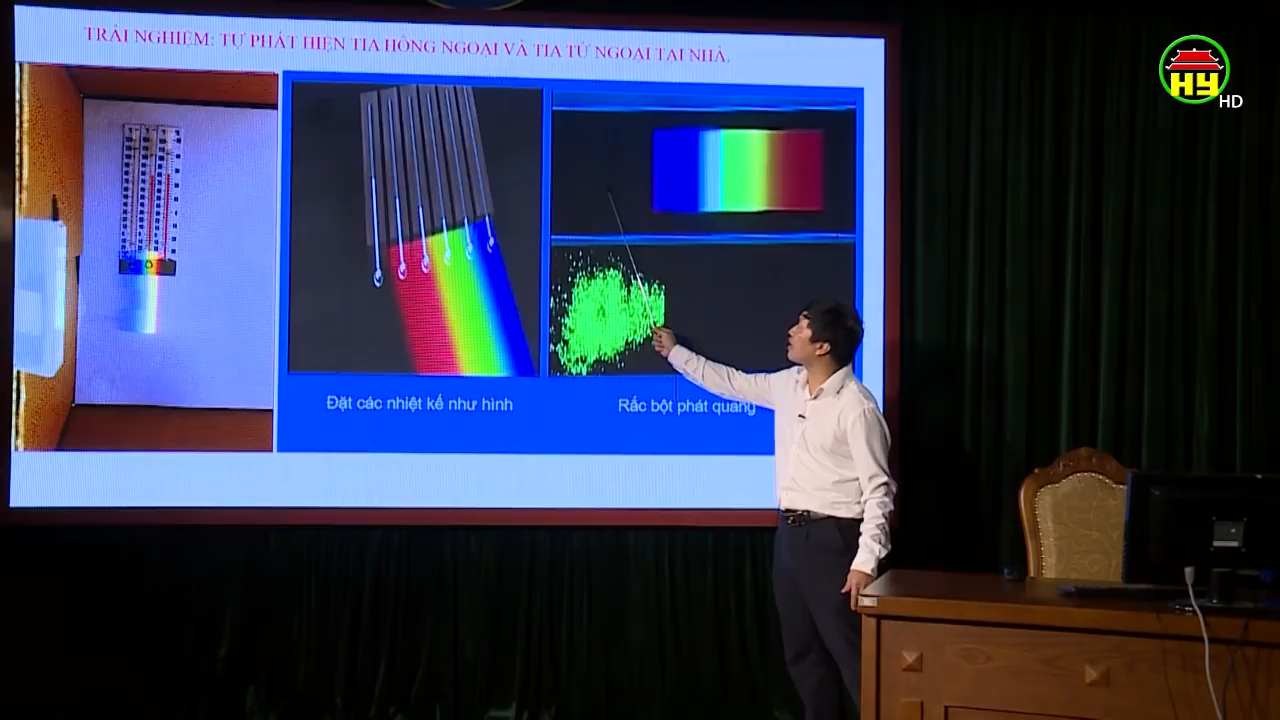 TRẢI NGHIỆM: TỰ PHÁT HIỆN TIA HỒNG NGOẠI VÀ TIA TỬ NGOẠI TẠI NHÀ.
HY
HD
Đặt các nhiệt kế như hình
Rắc bột phát quang